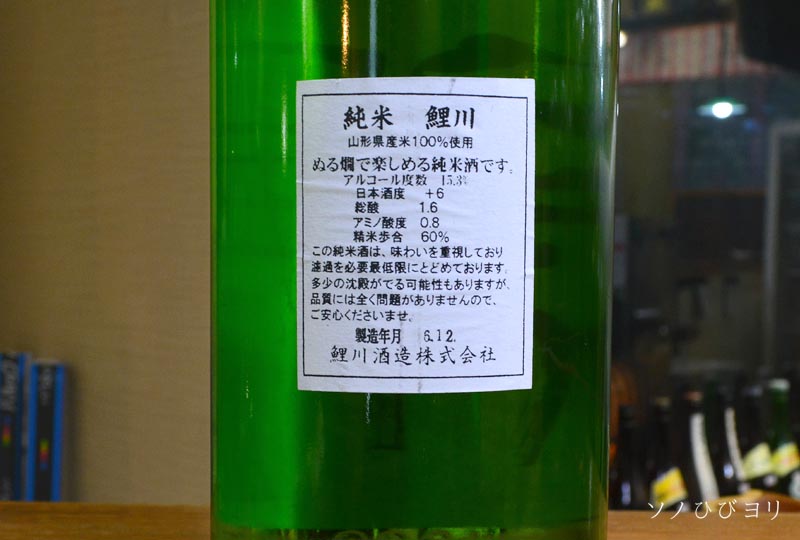 純米 鯉川
山形県産米100%使用
ぬる燗で楽しめる純米酒です。
アルコール度数 15.3%
日本酒度 +6
総酸 1.6
アミノ酸度 0.8
精米歩合 60%
この純米酒は、味わいを重視しており
濾過を必要最低限にとどめております。
多少の沈殿がでる可能性もありますが、
品質には全く問題がありませんので、
ご安心くださいませ。
製造年月 6.12.
鯉川酒造株式会社
ソノひびヨリ